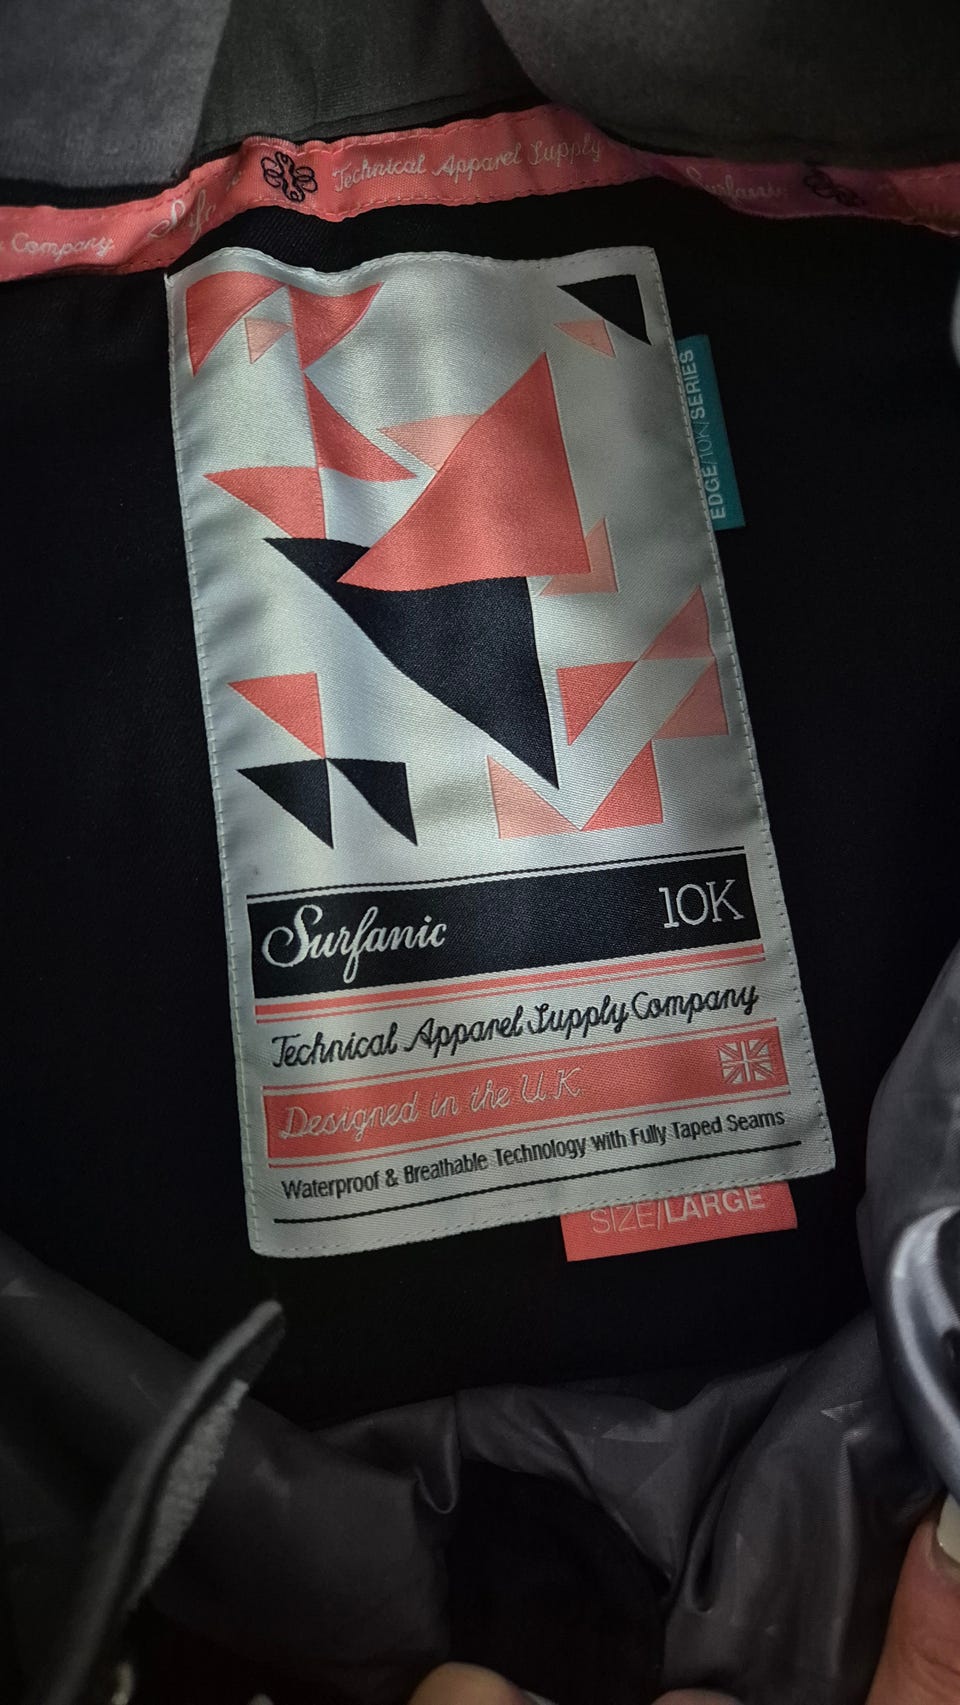 Company
Technical Apparel Supply
Surfanic
EDGE/10K/SERIES
Surfanic
10K
Technical Apparel Supply Company
Designed in the U.K.
Waterproof & Breathable Technology with Fully Taped Seams
SIZE/LARGE